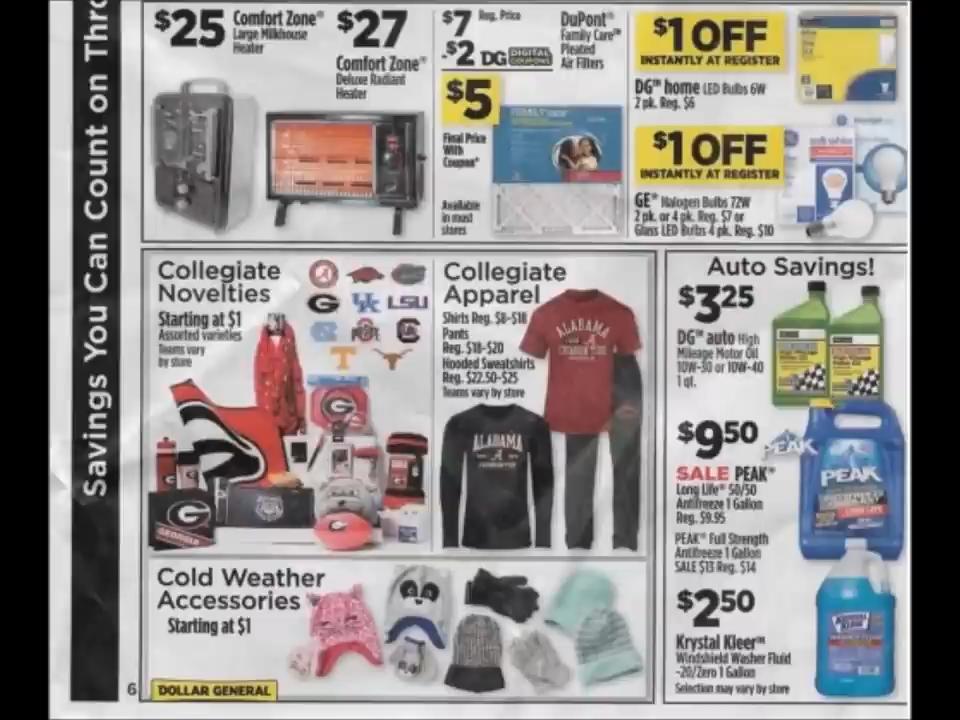 Savings You Can Count on Thro
$25
Comfort Zone®
Large Milkhouse
Heater
$27
Comfort Zone®
Deluxe Radiant
Heater
$7 Reg. Price
-$2 DG DIGITAL COUPONS
$5
Final Price
With
Coupon*
Available
in most
stores
DuPont™
Family Care™
Pleated
Air Filters
$1 OFF
INSTANTLY AT REGISTER
DG™ home LED Bulbs 6W
2 pk. Reg. $6
$1 OFF
INSTANTLY AT REGISTER
GE® Halogen Bulbs 72W
2 pk. or 4 pk. Reg. $7 or
Glass LED Bulbs 4 pk. Reg. $10
soft white
Collegiate
Novelties
Starting at $1
Assorted varieties
Teams vary
by store
A
G UK LSU
T
G
GEORGIA
Collegiate
Apparel
Shirts Reg. $8-$18
Pants
Reg. $18-$20
Hooded Sweatshirts
Reg. $22.50-$25
Teams vary by store
ALABAMA
ALABAMA
A
Auto Savings!
$3.25
DG™ auto High
Mileage Motor Oil
10W-30 or 10W-40
1 qt.
$9.50
SALE PEAK®
Long Life® 50/50
Antifreeze 1 Gallon
Reg. $9.95
PEAK® Full Strength
Antifreeze 1 Gallon
SALE $13 Reg. $14
PEAK
PEAK
$2.50
Krystal Kleer™
Windshield Washer Fluid
-20/Zero 1 Gallon
Selection may vary by store
Cold Weather
Accessories
Starting at $1
6
DOLLAR GENERAL